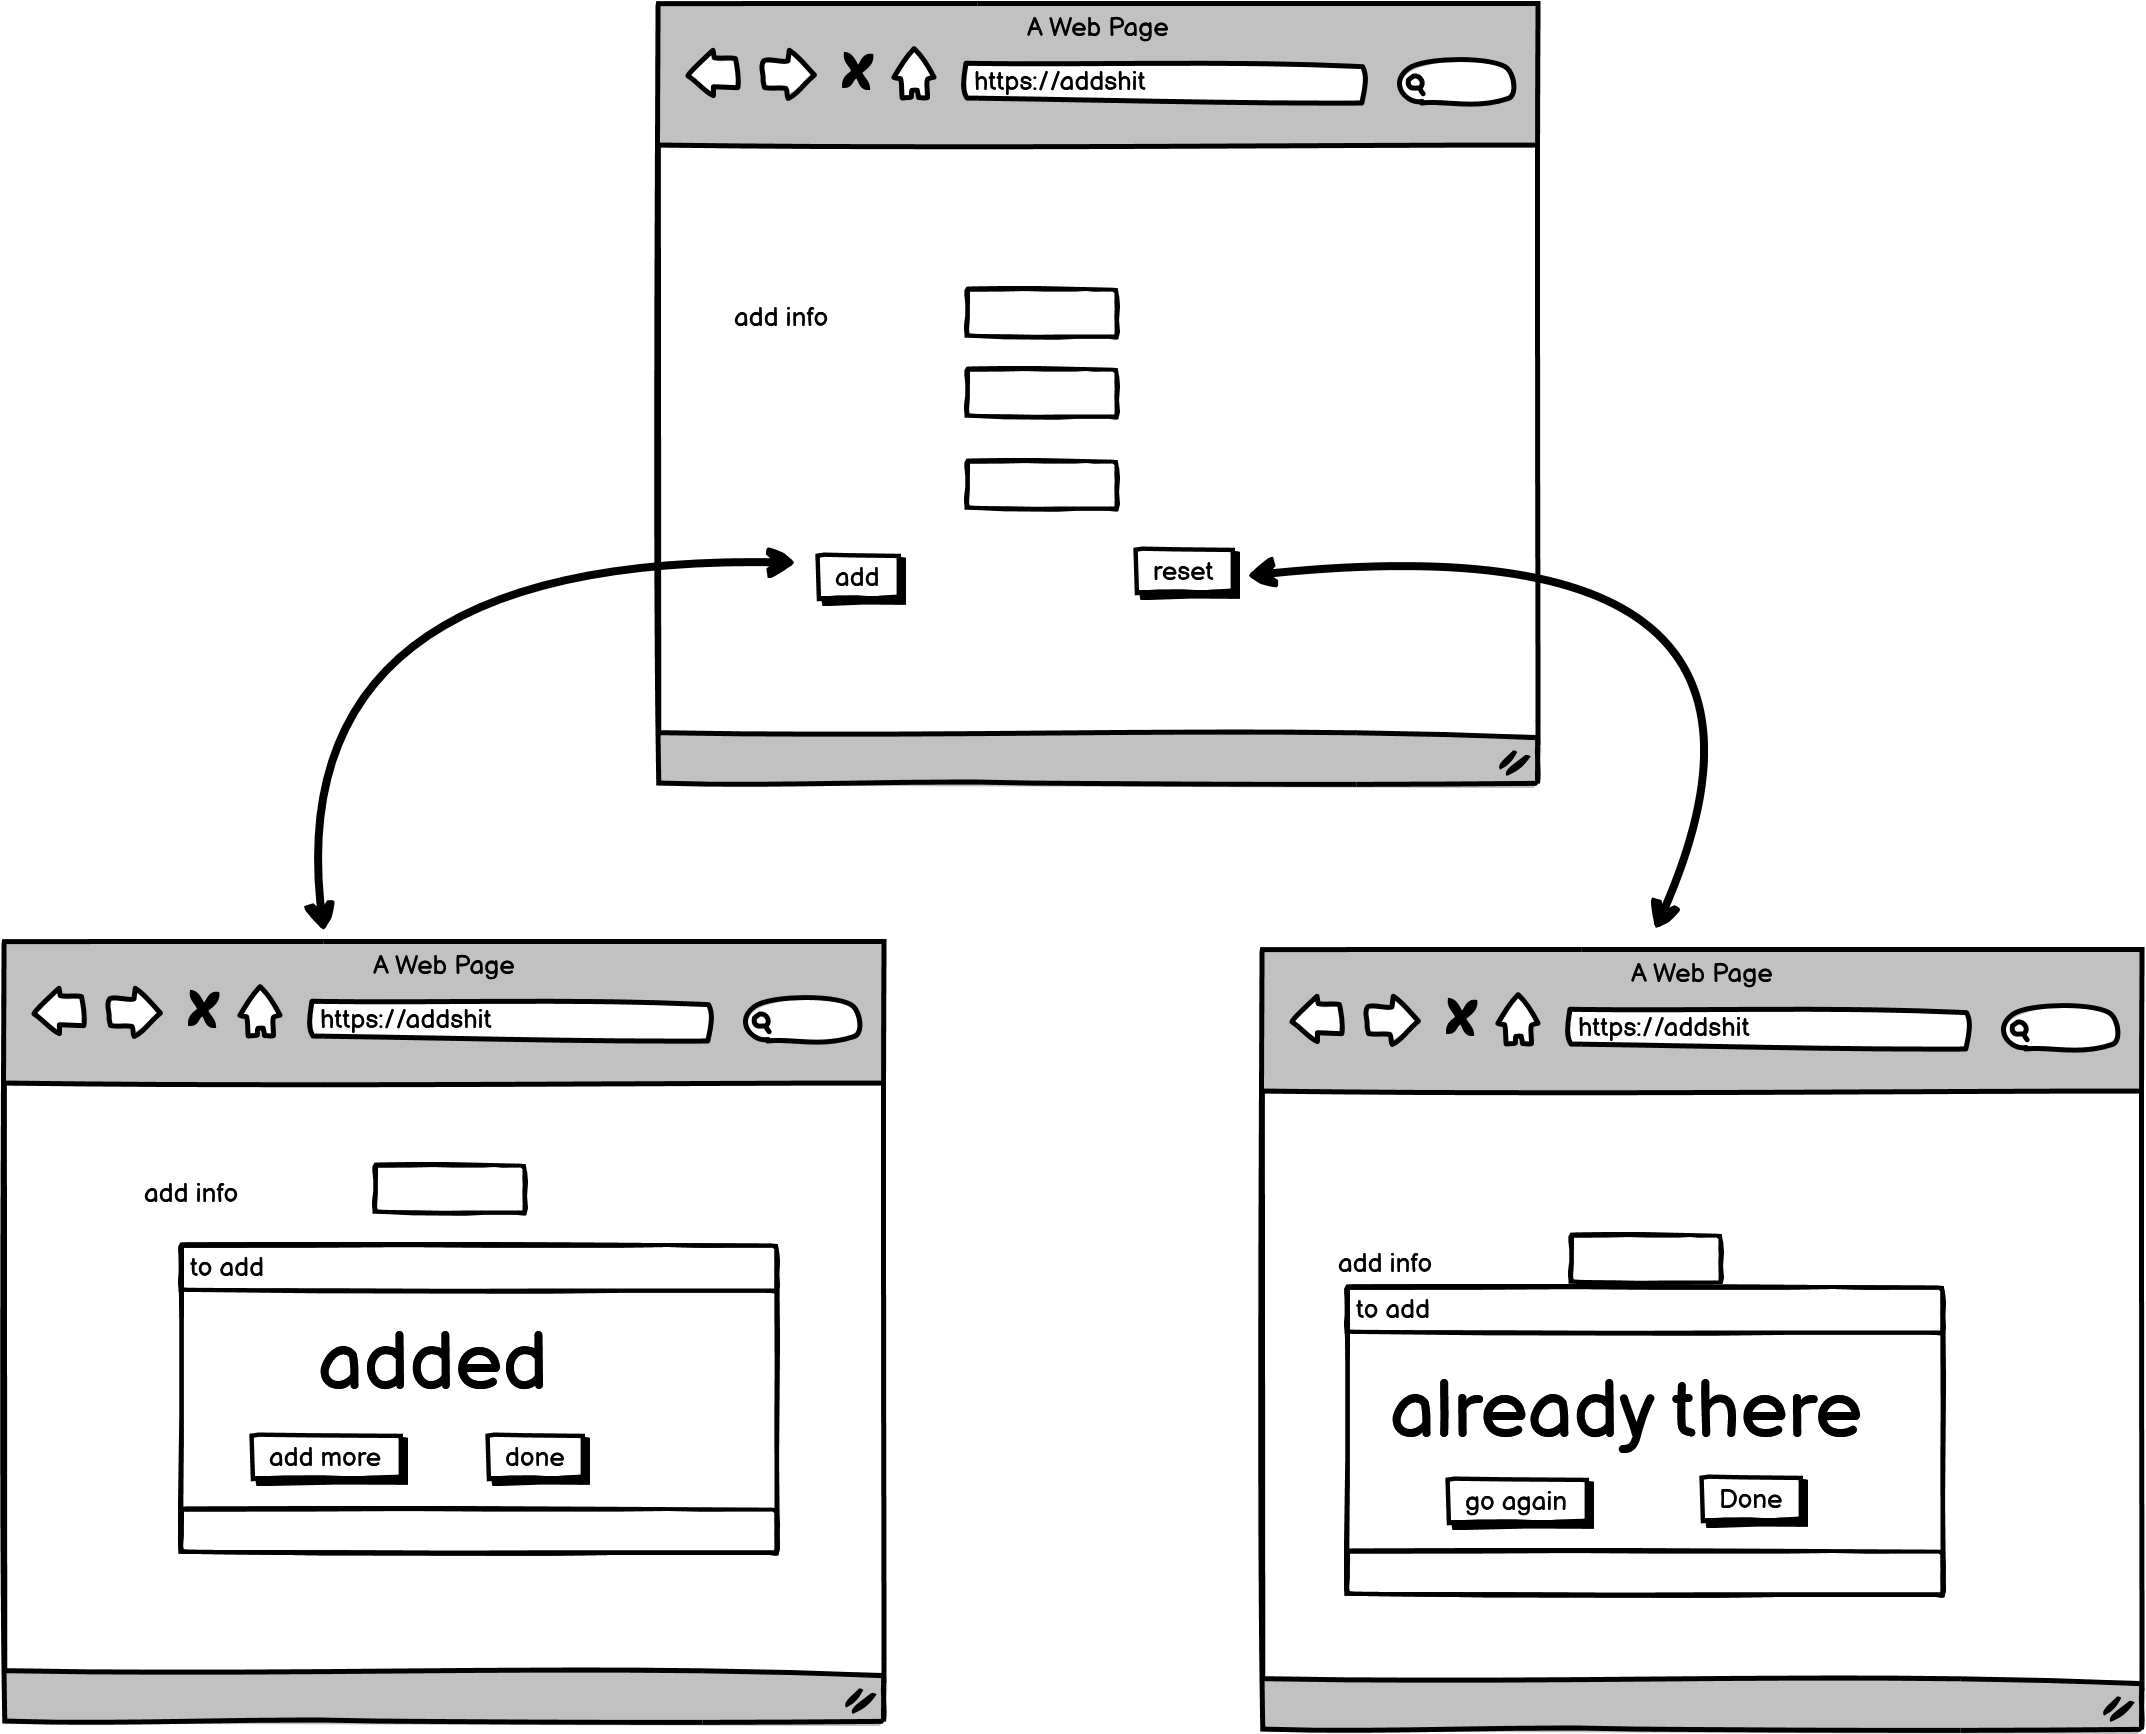 A Web Page
https://addshit
add info
add
reset
A Web Page
https://addshit
add info
to add
added
add more
done
A Web Page
https://addshit
add info
to add
already there
go again
Done